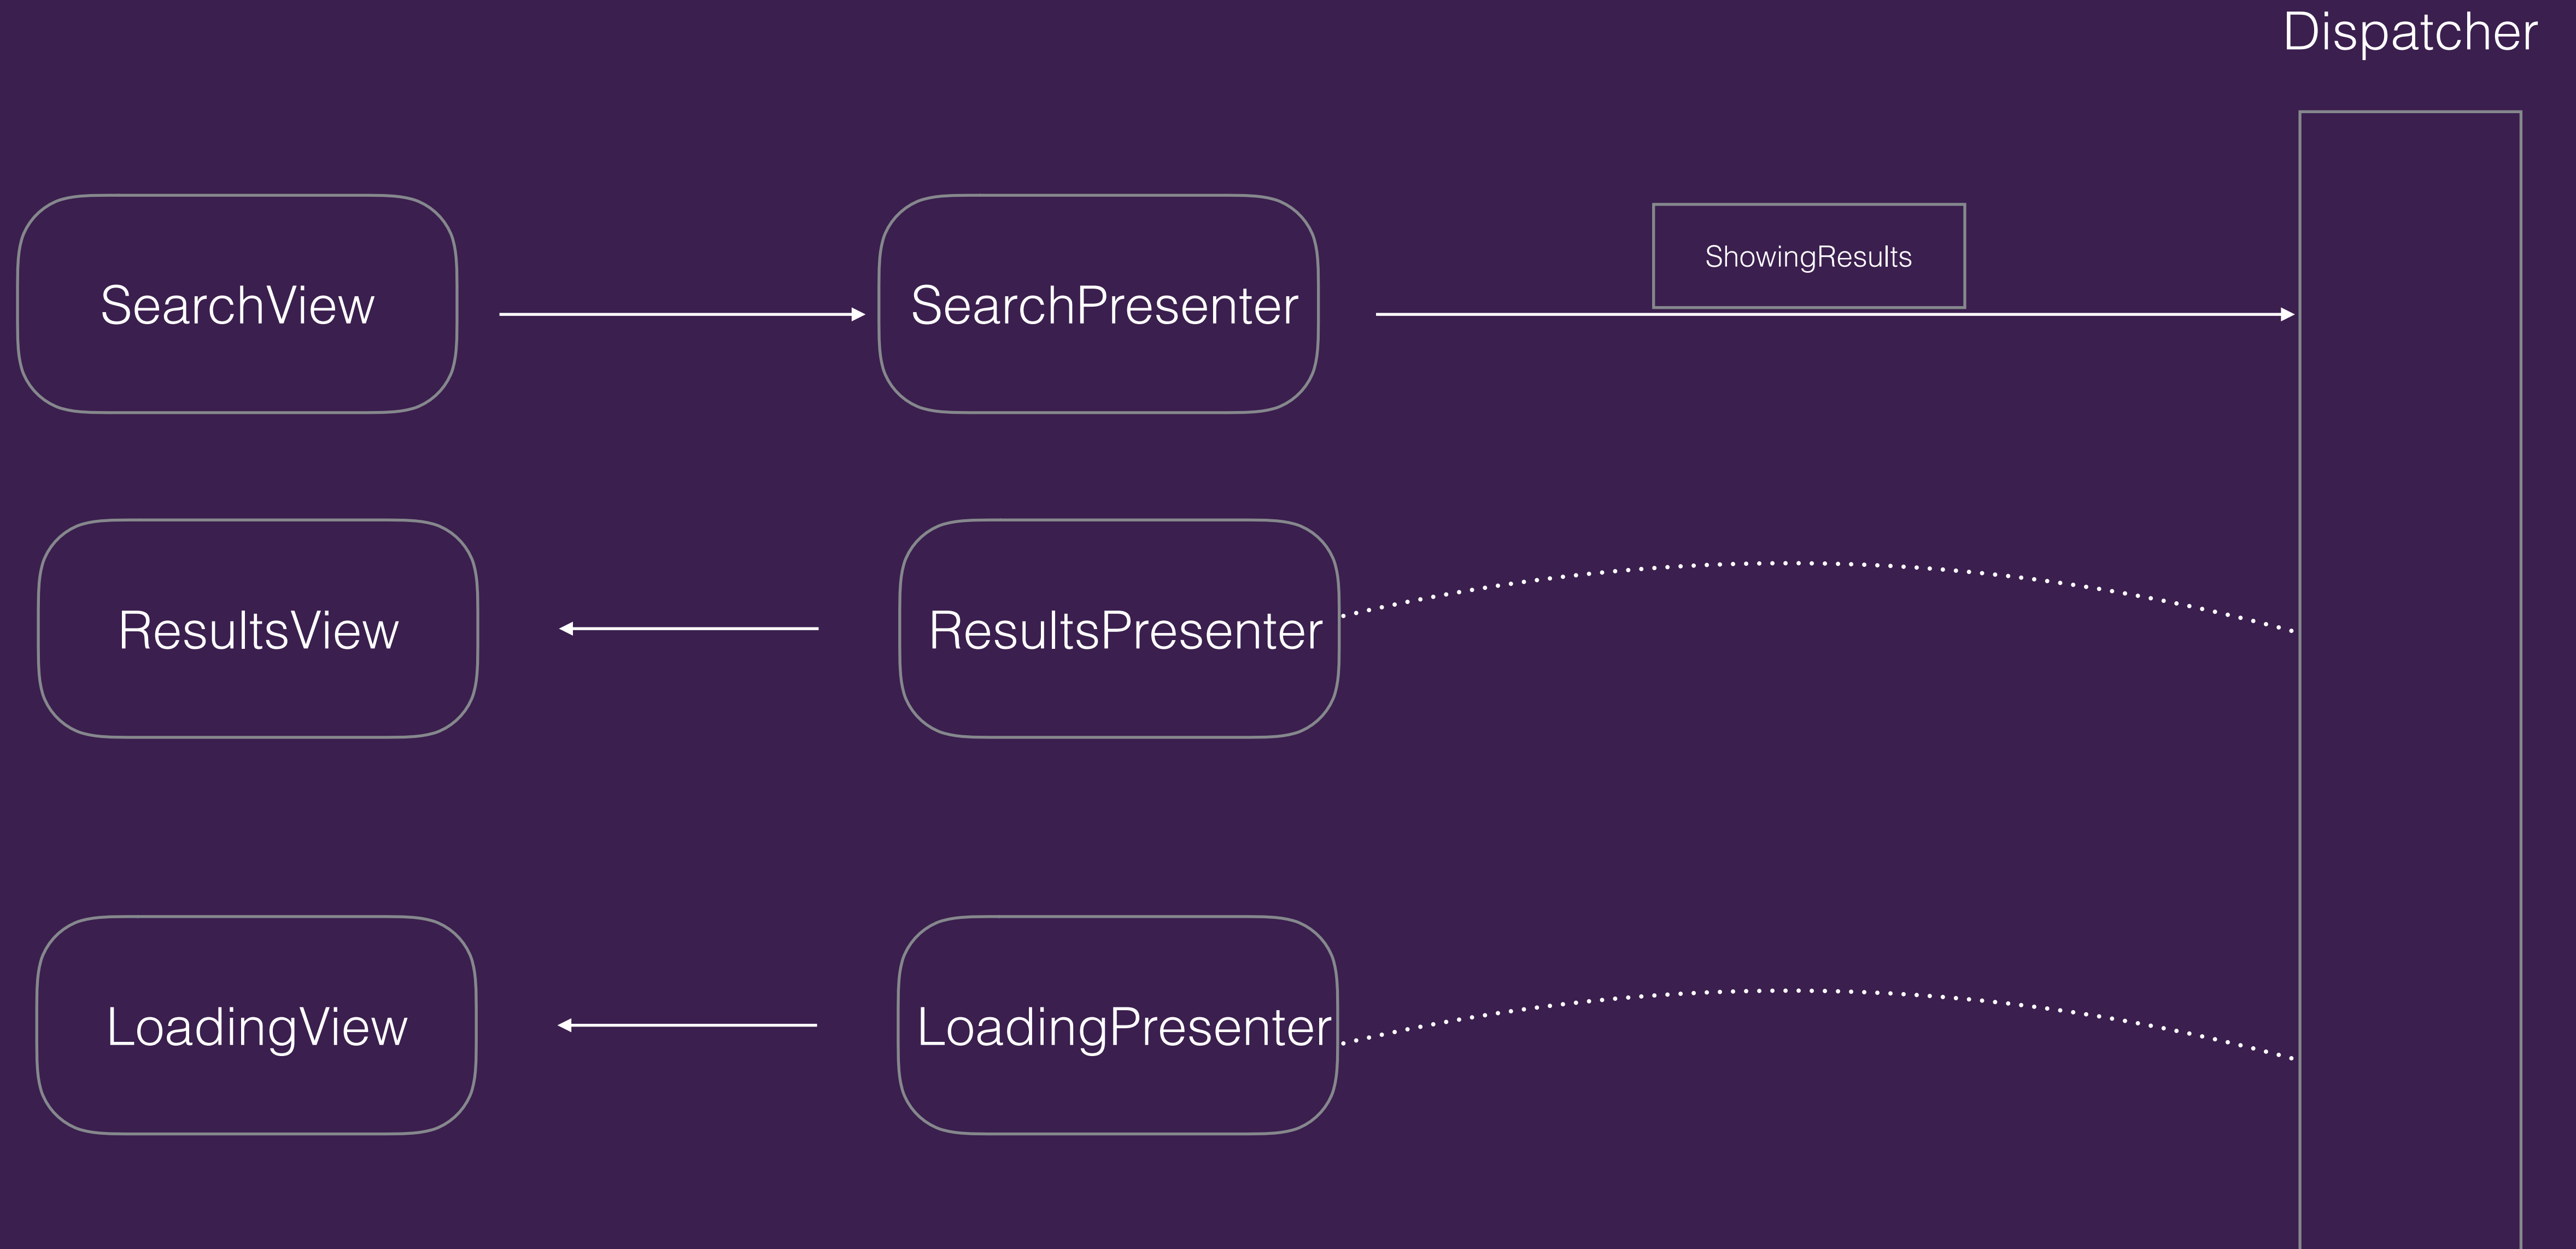 Dispatcher
ShowingResults
SearchView
SearchPresenter
ResultsView
ResultsPresenter
LoadingView
LoadingPresenter